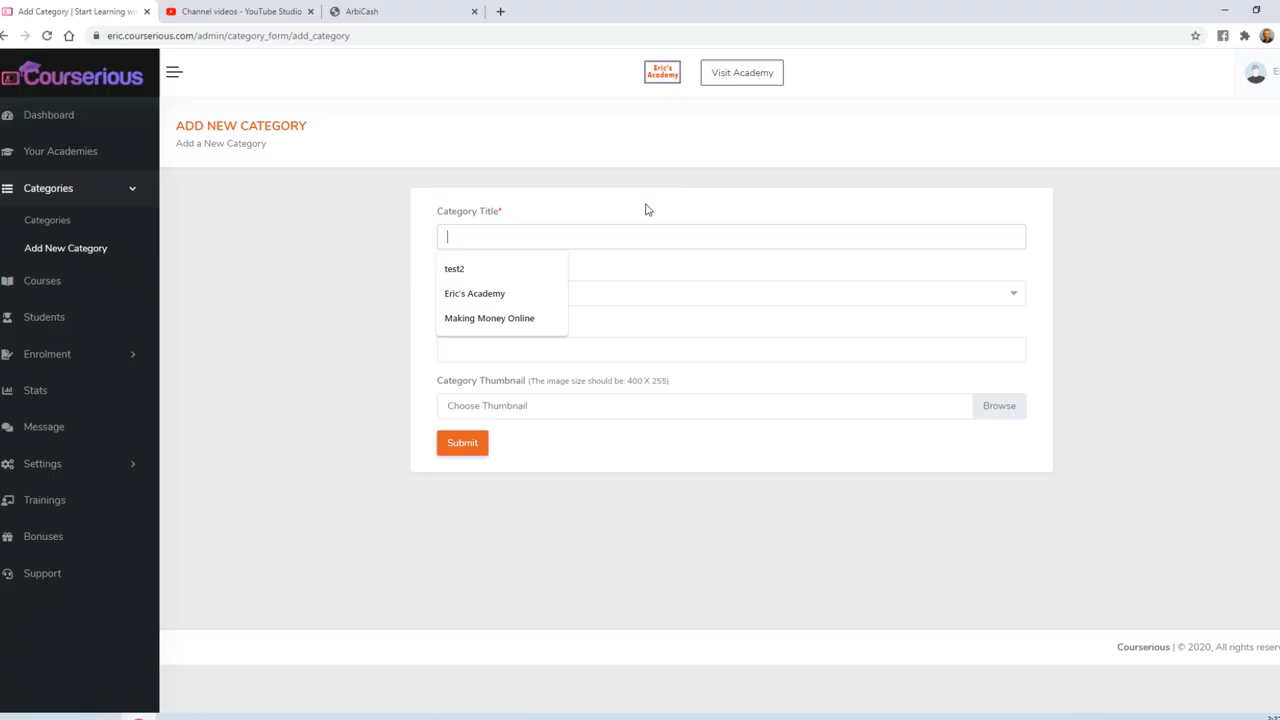 Add Category | Start Learning wi
Channel videos - YouTube Studio
ArbiCash
eric.courserious.com/admin/category_form/add_category
Courserious
Eric's
Academy
Visit Academy
Dashboard
ADD NEW CATEGORY
Add a New Category
Your Academies
Categories
Categories
Add New Category
Courses
Students
Enrolment
Stats
Message
Settings
Trainings
Bonuses
Support
Category Title*
test2
Eric's Academy
Making Money Online
Category Thumbnail (The image size should be: 400 X 255)
Choose Thumbnail
Browse
Submit
Courserious | © 2020, All rights reser